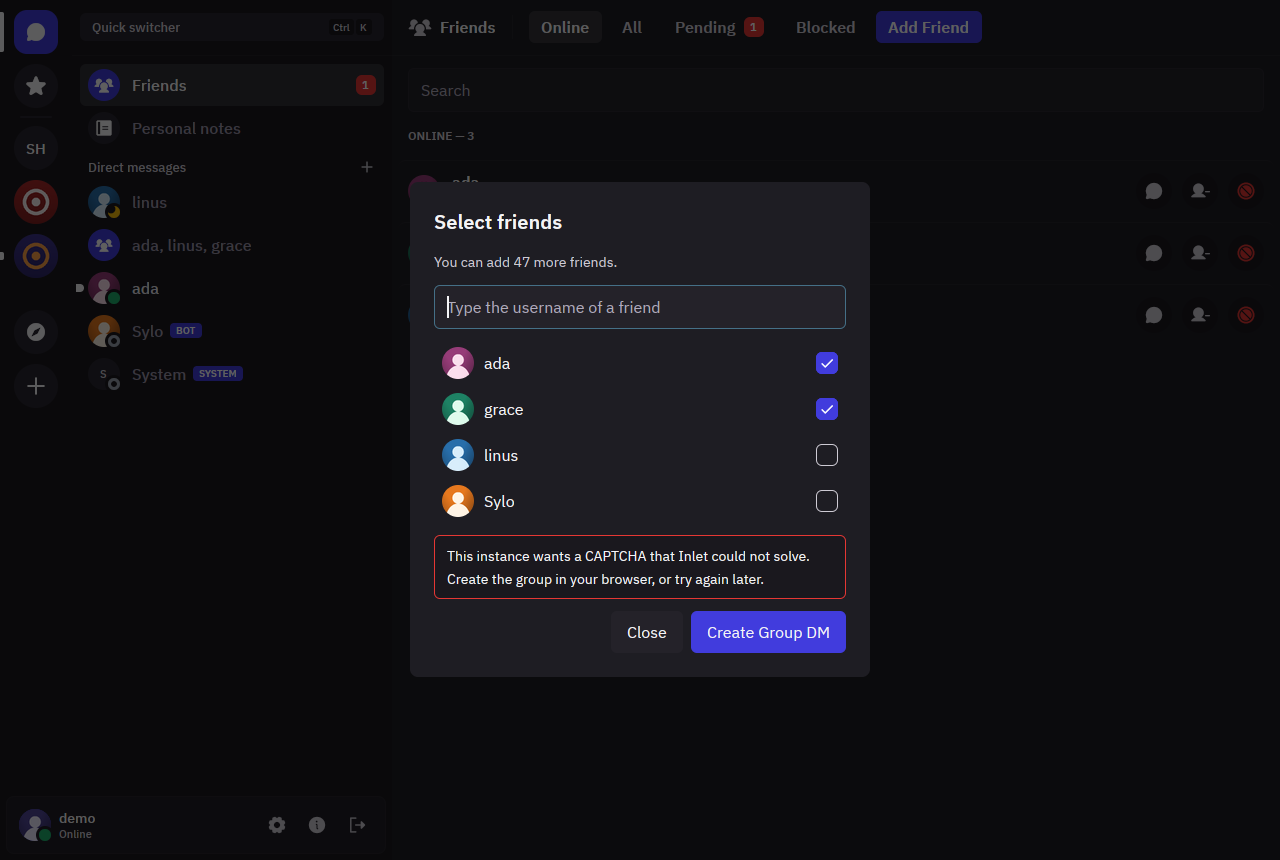 Quick switcher
Ctrl K
Friends
Online
All
Pending
1
Blocked
Add Friend
Friends
1
Personal notes
Direct messages
linus
ada, linus, grace
ada
Sylo
BOT
S
System
SYSTEM
SH
Search
ONLINE — 3
ada
Select friends
You can add 47 more friends.
Type the username of a friend
ada
grace
linus
Sylo
This instance wants a CAPTCHA that Inlet could not solve.
Create the group in your browser, or try again later.
Close
Create Group DM
demo
Online